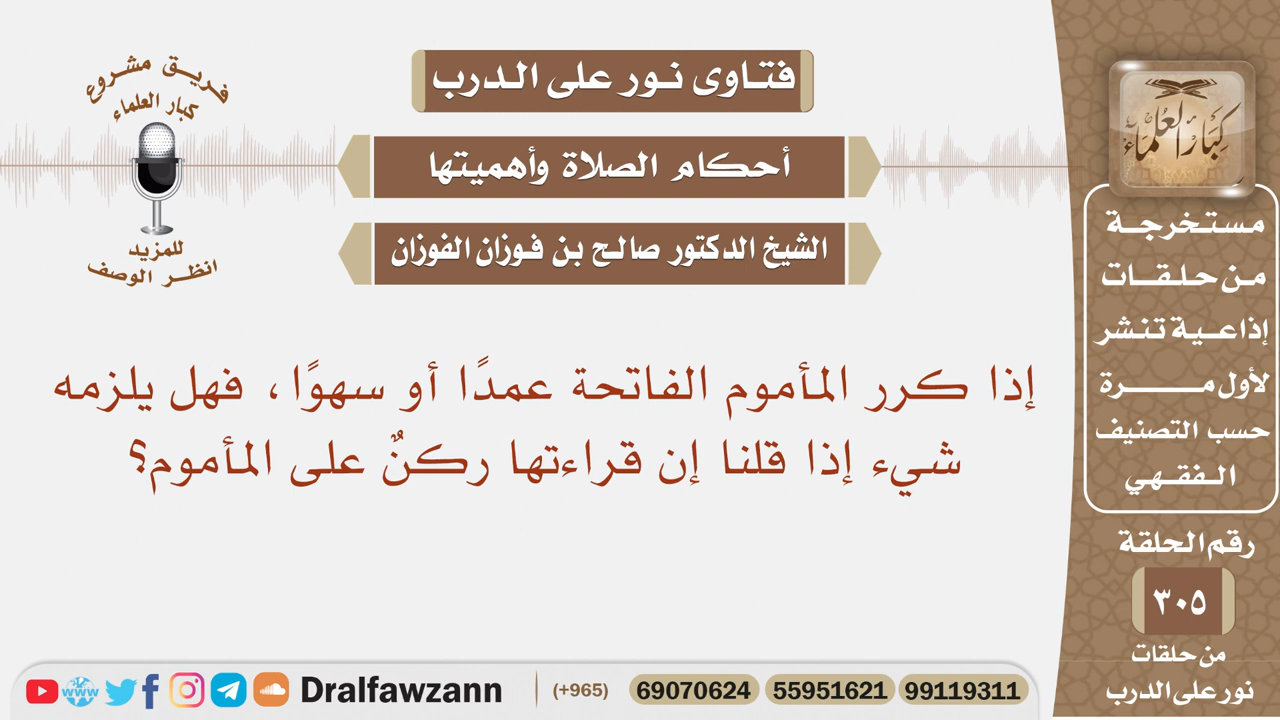 فتاوى نور على الدرب
أحكام الصلاة وأهميتها
الشيخ الدكتور صالح بن فوزان الفوزان
فريق مشروع
كبار العلماء
للمزيد
انظر الوصف
إذا كرر المأموم الفاتحة عمدًا أو سهوًا، فهل يلزمه
شيء إذا قلنا إن قراءتها ركنٌ على المأموم؟
كبار العلماء
مستخرجة
من حلقات
إذاعية تنشر
لأول مرة
حسب التصنيف
الفقهي
رقم الحلقة
٣٠٥
من حلقات
نور على الدرب
www Dralfawzann (+965) 69070624 55951621 99119311